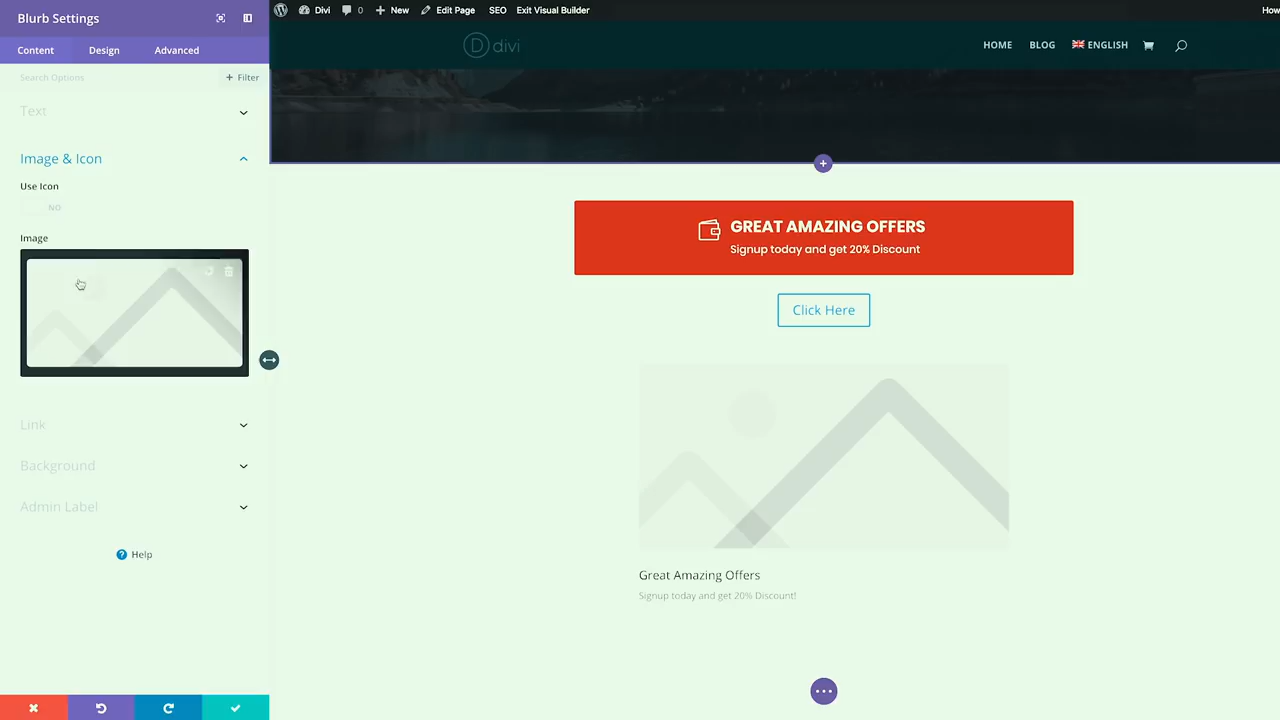 Blurb Settings
Divi 0 New Edit Page SEO Exit Visual Builder How
Content Design Advanced
divi
HOME BLOG ENGLISH
Search Options + Filter
Text
Image & Icon
Use Icon
NO
Image
Link
Background
Admin Label
Help
GREAT AMAZING OFFERS
Signup today and get 20% Discount
Click Here
Great Amazing Offers
Signup today and get 20% Discount!